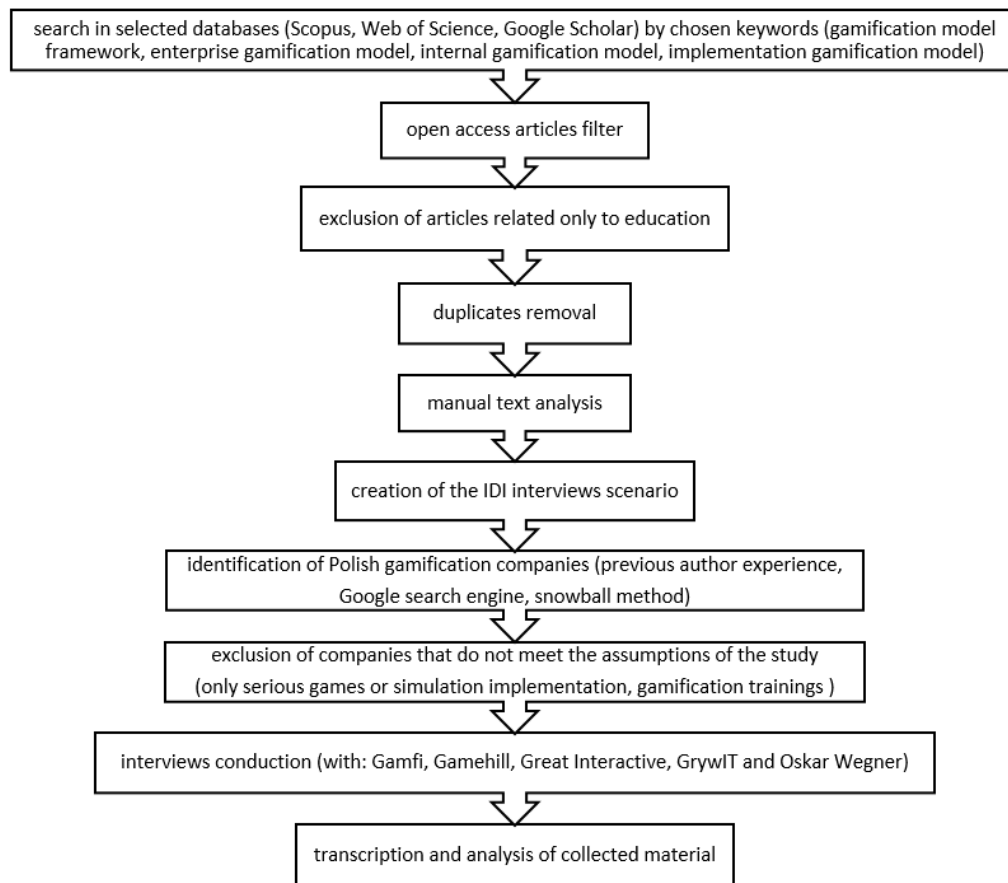 search in selected databases (Scopus, Web of Science, Google Scholar) by chosen keywords (gamification model
framework, enterprise gamification model, internal gamification model, implementation gamification model)
open access articles filter
exclusion of articles related only to education
duplicates removal
manual text analysis
creation of the IDI interviews scenario
identification of Polish gamification companies (previous author experience,
Google search engine, snowball method)
exclusion of companies that do not meet the assumptions of the study
(only serious games or simulation implementation, gamification trainings )
interviews conduction (with: Gamfi, Gamehill, Great Interactive, GrywIT and Oskar Wegner)
transcription and analysis of collected material